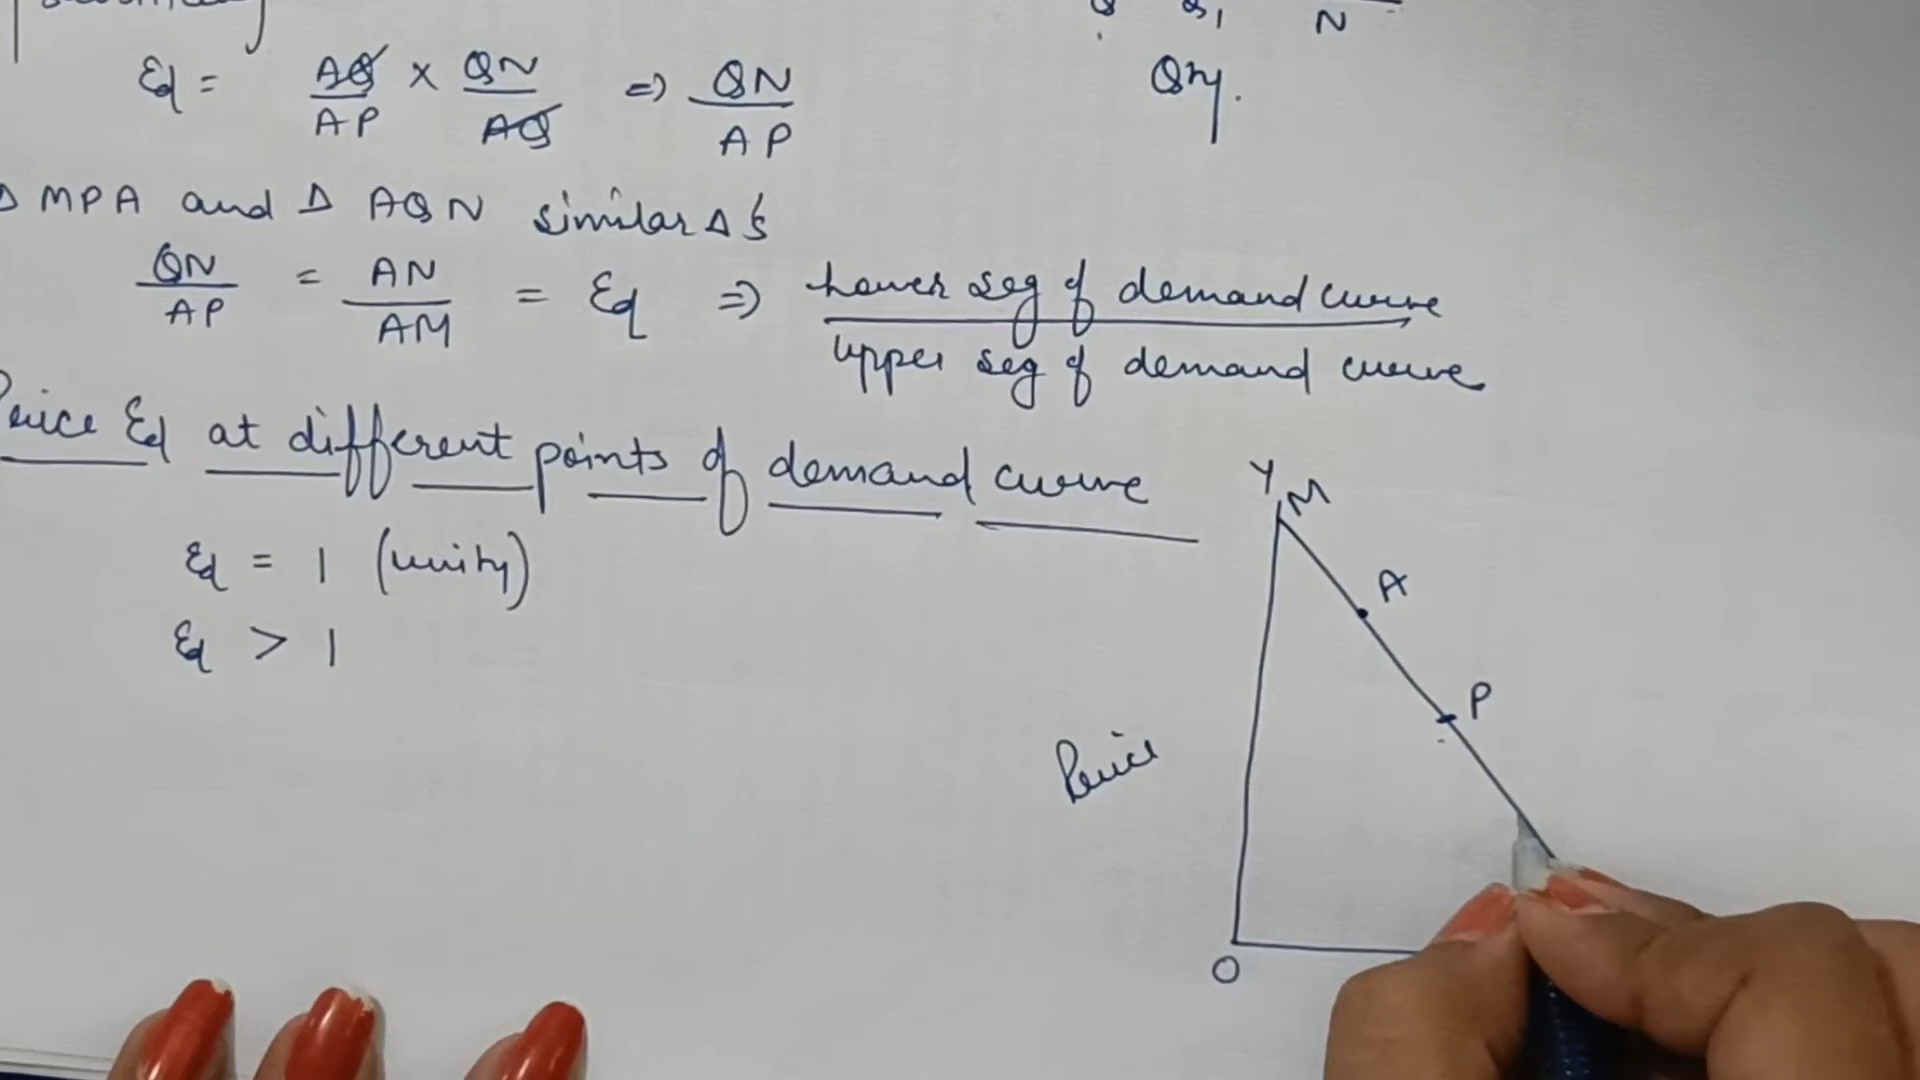 Ed = AQ/AP × QN/AQ ⇒ QN/AP
Qty.
N
Δ MPA and Δ AQN similar Δ's
QN/AP = AN/AM = Ed ⇒ Lower seg of demand curve / upper seg of demand curve
Price Ed at different points of demand curve
Ed = 1 (unity)
Ed > 1
Y
M
A
P
Price
O